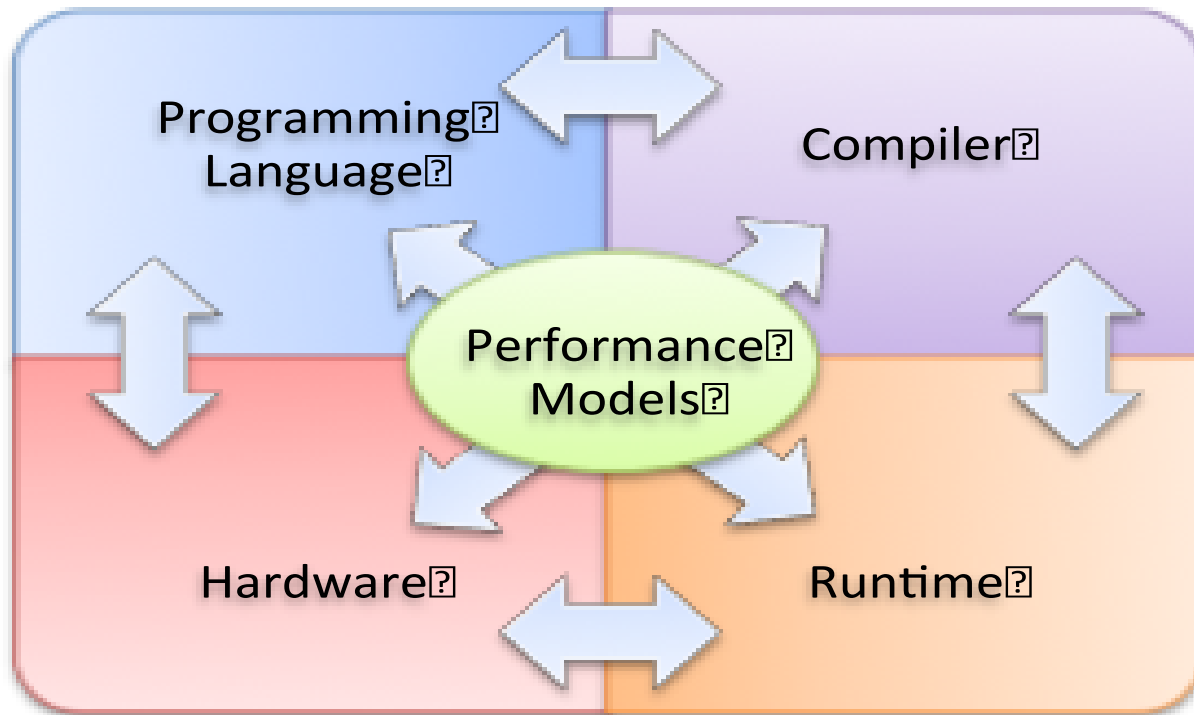 Programming⍰
Language⍰
Compiler⍰
Performance⍰
Models⍰
Hardware⍰
Runtime⍰